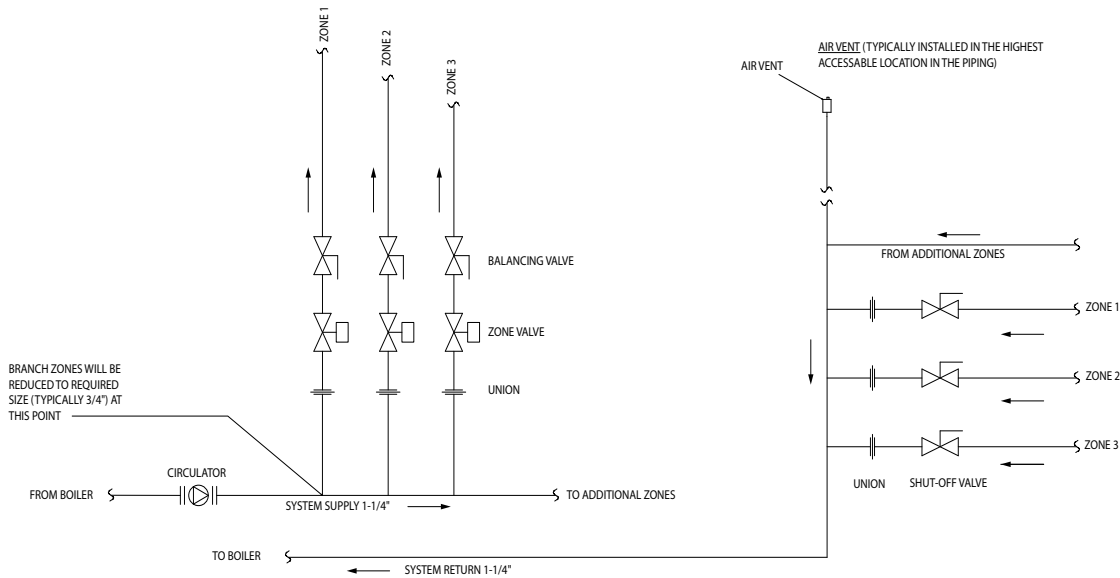 ZONE 1
ZONE 2
ZONE 3
AIR VENT (TYPICALLY INSTALLED IN THE HIGHEST
ACCESSABLE LOCATION IN THE PIPING)
AIR VENT
BALANCING VALVE
FROM ADDITIONAL ZONES
ZONE 1
ZONE VALVE
BRANCH ZONES WILL BE
REDUCED TO REQUIRED
SIZE (TYPICALLY 3/4") AT
THIS POINT
UNION
ZONE 2
ZONE 3
CIRCULATOR
UNION
SHUT-OFF VALVE
FROM BOILER
SYSTEM SUPPLY 1-1/4"
TO ADDITIONAL ZONES
TO BOILER
SYSTEM RETURN 1-1/4"